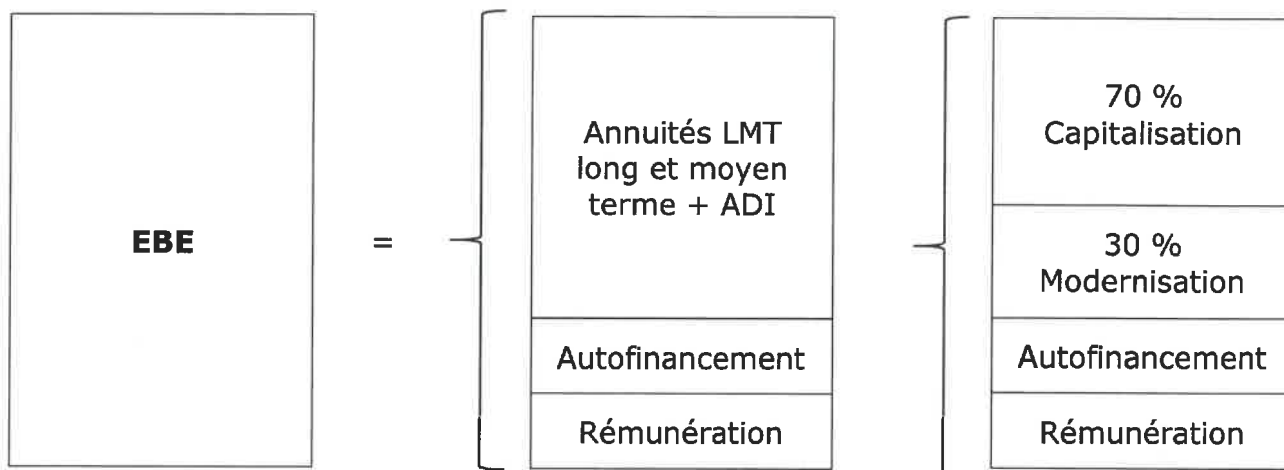 EBE
=
Annuités LMT
long et moyen
terme + ADI
Autofinancement
Rémunération
70 %
Capitalisation
30 %
Modernisation
Autofinancement
Rémunération